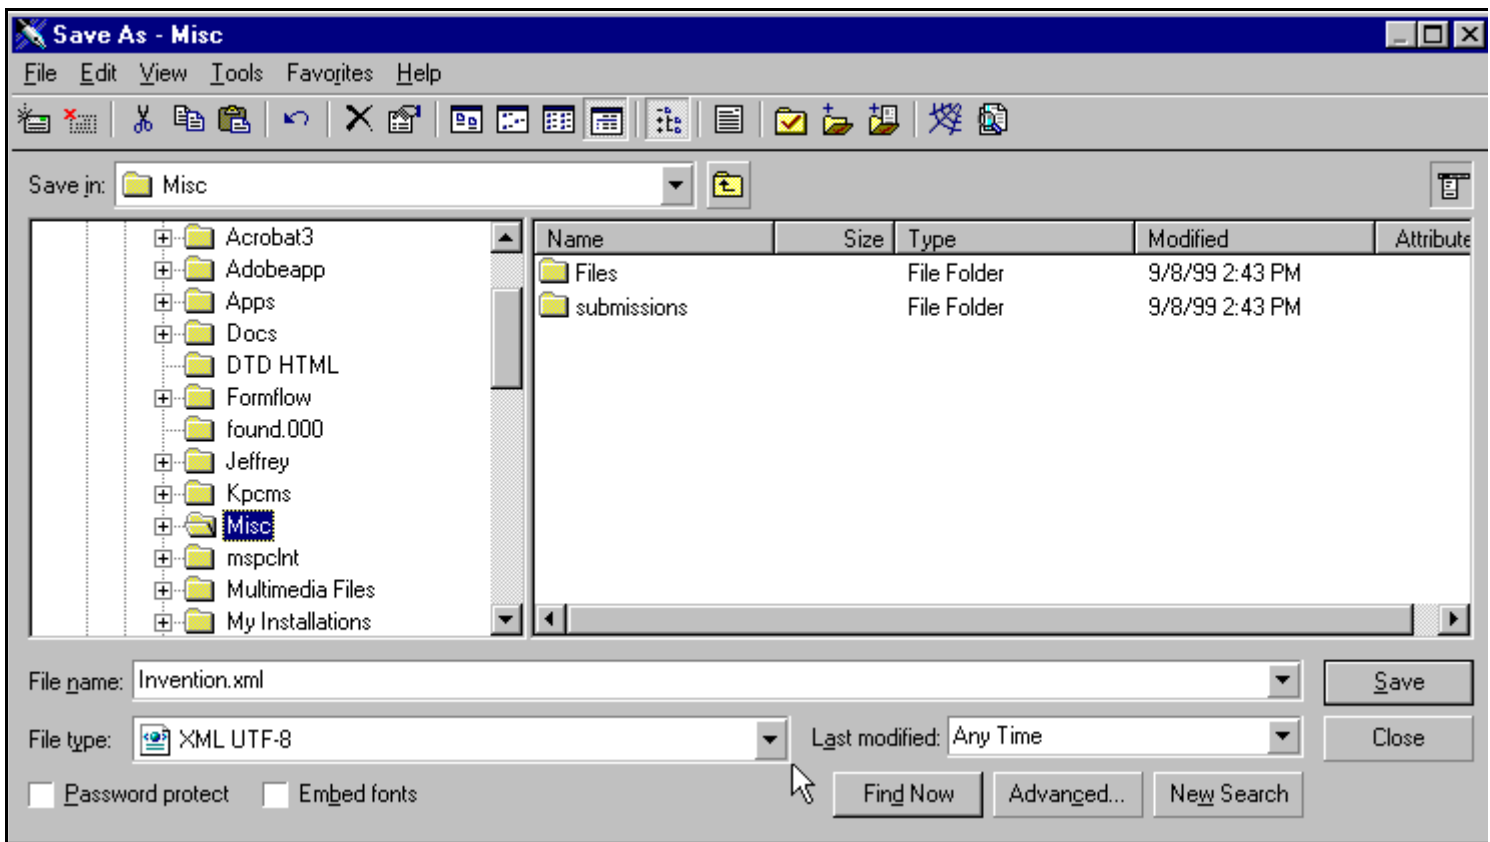 Save As - Misc
File Edit View Tools Favorites Help
Save in: Misc
Acrobat3
Adobeapp
Apps
Docs
DTD HTML
Formflow
found.000
Jeffrey
Kpcms
Misc
mspclnt
Multimedia Files
My Installations
Name Size Type Modified Attribute
Files File Folder 9/8/99 2:43 PM
submissions File Folder 9/8/99 2:43 PM
File name: Invention.xml Save
File type: XML UTF-8 Last modified: Any Time Close
Password protect Embed fonts Find Now Advanced... New Search